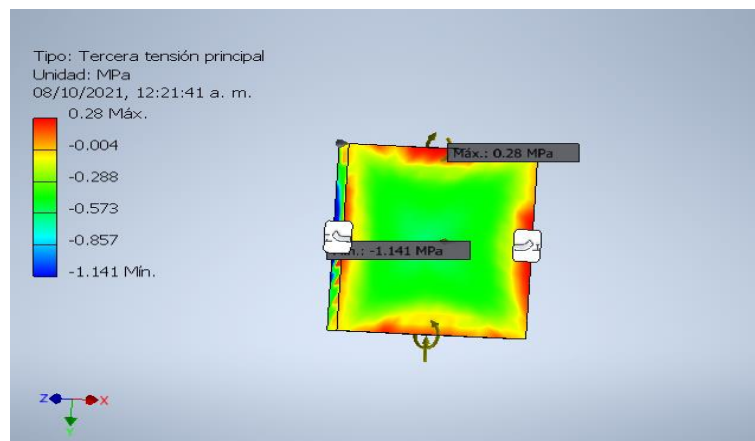 Tipo: Tercera tensión principal
Unidad: MPa
08/10/2021, 12:21:41 a. m.
0.28 Máx.
-0.004
-0.288
-0.573
-0.857
-1.141 Mín.
Máx.: 0.28 MPa
-1.141 MPa
Z
X
Y